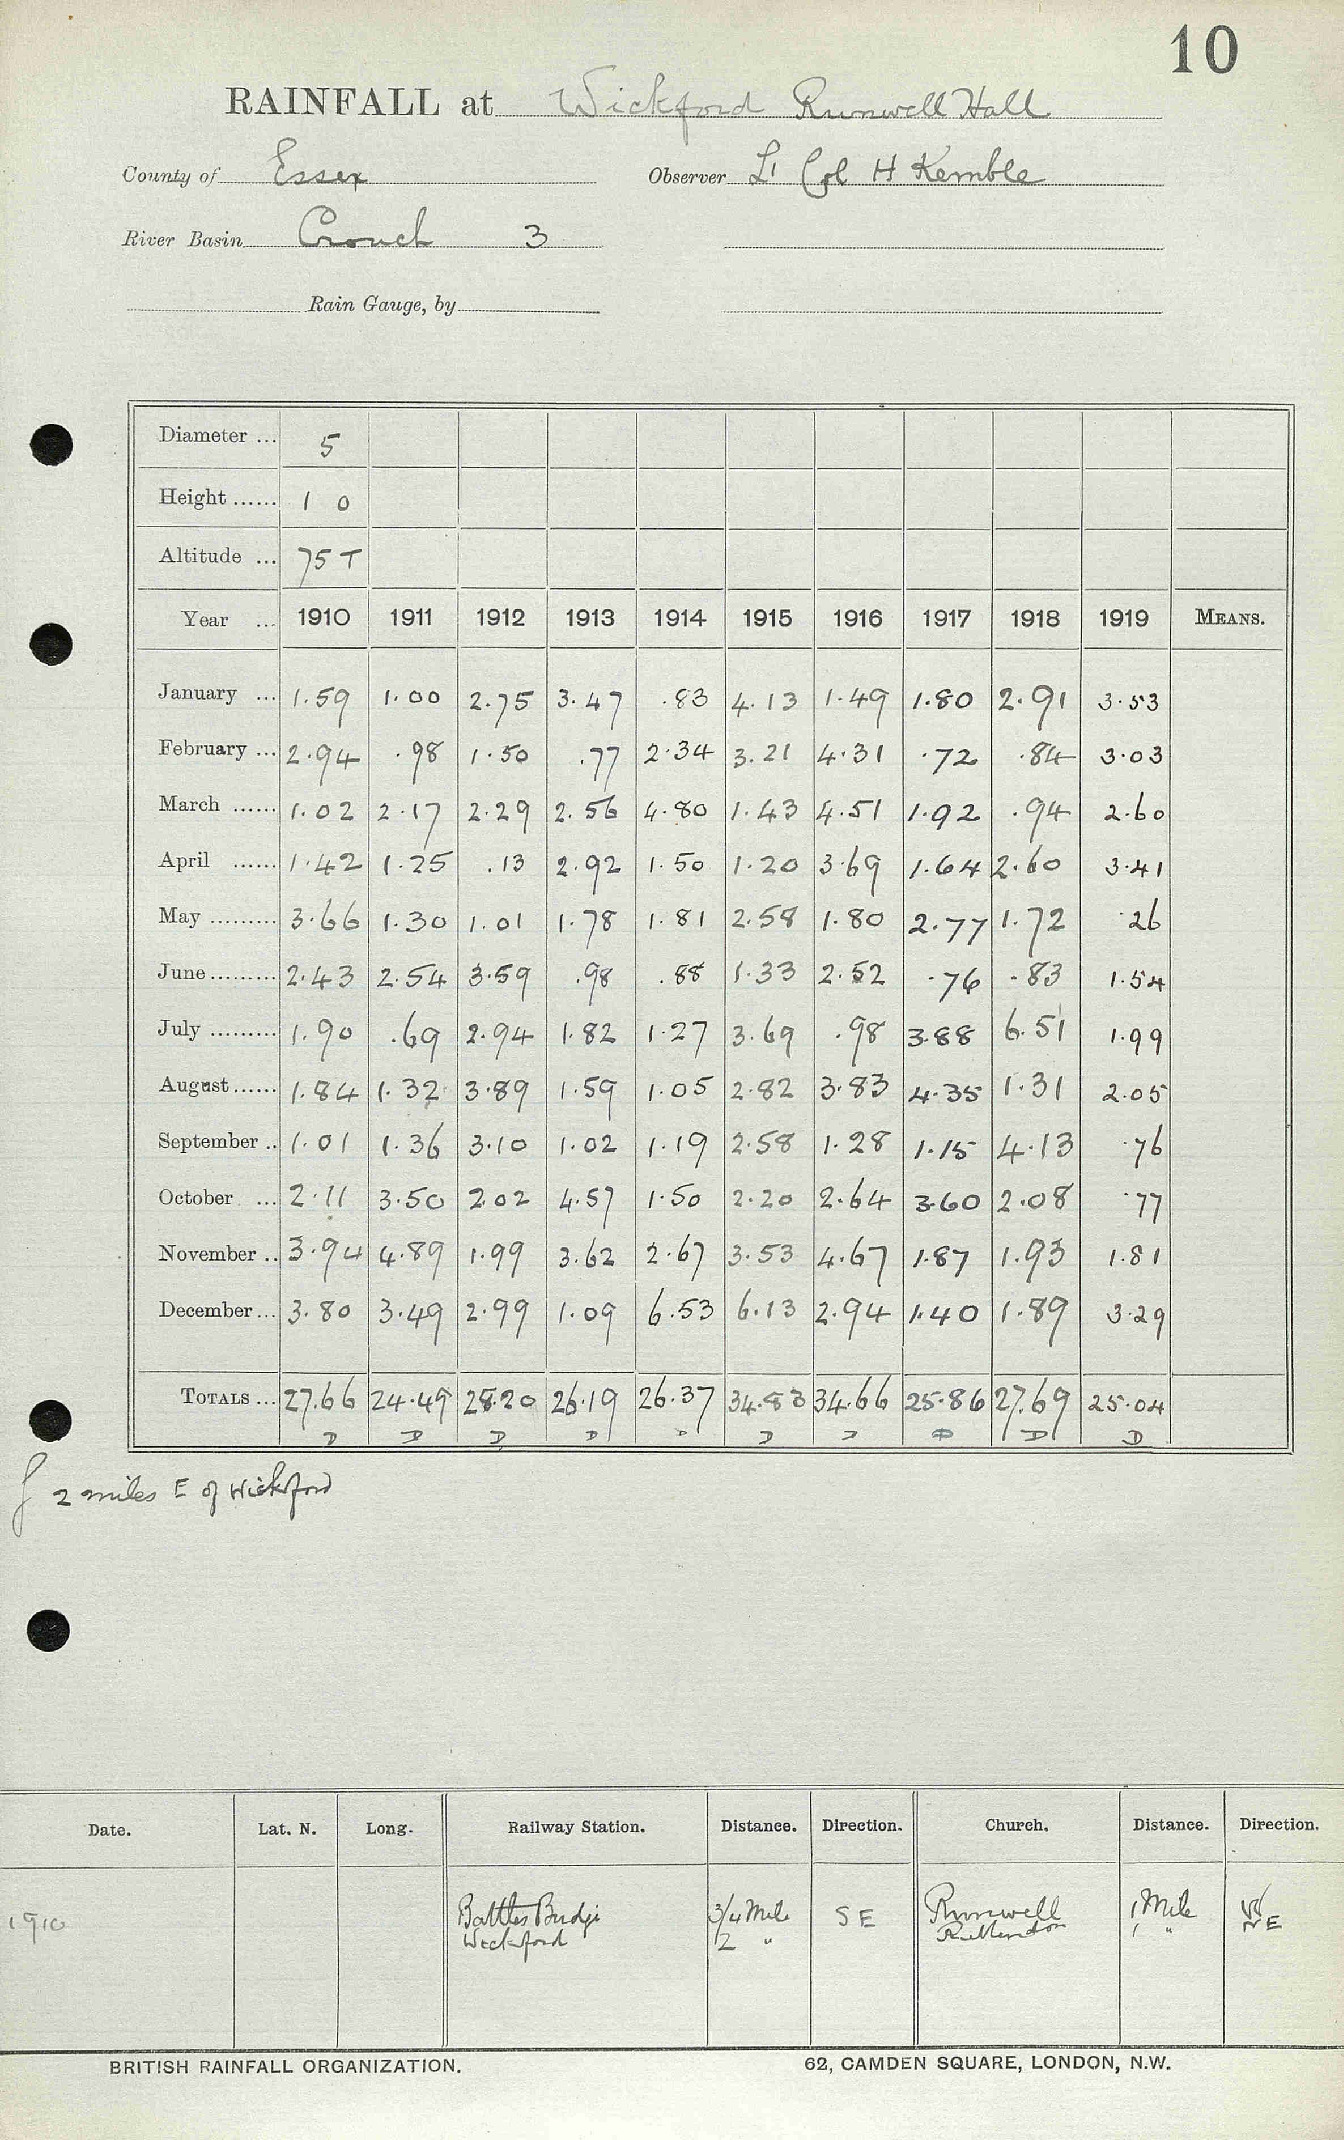 10
RAINFALL at Wickford Runwell Hall
County of Essex Observer Lt Col H Kemble
River Basin Crouch 3
Rain Gauge, by
Diameter ... 5
Height ...... 1 0
Altitude ... 75 T
Year ... 1910 1911 1912 1913 1914 1915 1916 1917 1918 1919 MEANS.
January ... 1.59 1.00 2.75 3.47 .83 4.13 1.49 1.80 2.91 3.53
February ... 2.94 .98 1.50 .77 2.34 3.21 4.31 .72 .84 3.03
March ...... 1.02 2.17 2.29 2.56 4.80 1.43 4.51 1.92 .94 2.60
April ...... 1.42 1.25 .13 2.92 1.50 1.20 3.69 1.64 2.60 3.41
May ......... 3.66 1.30 1.01 1.78 1.81 2.58 1.80 2.77 1.72 .26
June ......... 2.43 2.54 3.59 .98 .88 1.33 2.52 .76 .83 1.54
July ......... 1.90 .69 2.94 1.82 1.27 3.69 .98 3.88 6.51 1.99
August ...... 1.84 1.32 3.89 1.59 1.05 2.82 3.83 4.35 1.31 2.05
September .. 1.01 1.36 3.10 1.02 1.19 2.58 1.28 1.15 4.13 .76
October ... 2.11 3.50 2.02 4.57 1.50 2.20 2.64 3.60 2.08 .77
November .. 3.94 4.89 1.99 3.62 2.67 3.53 4.67 1.87 1.93 1.81
December ... 3.80 3.49 2.99 1.09 6.53 6.13 2.94 1.40 1.89 3.29
TOTALS ... 27.66 24.49 28.20 26.19 26.37 34.83 34.66 25.86 27.69 25.04
D D D D D D D D D D
2 miles E of Wickford
Date. Lat. N. Long. Railway Station. Distance. Direction. Church. Distance. Direction.
1910 Battles Bridge 3/4 Mile SE Runwell 1 Mile W
Wickford 2 " Rettendon 1 " NE
BRITISH RAINFALL ORGANIZATION. 62, CAMDEN SQUARE, LONDON, N.W.